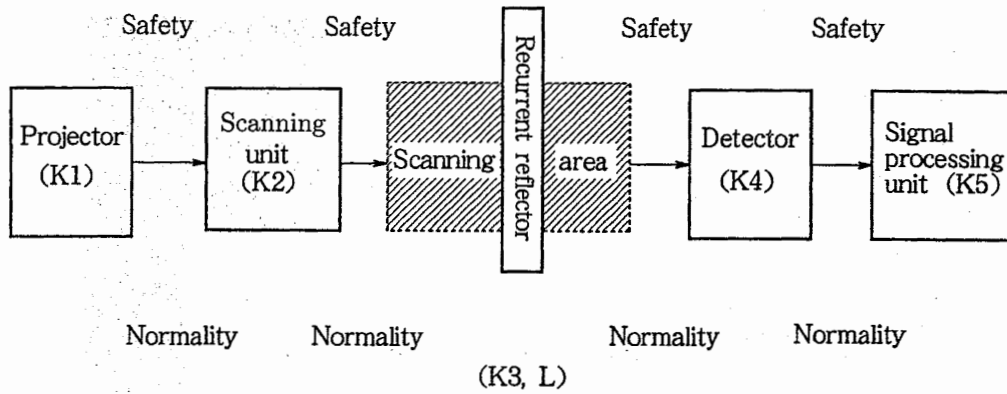 Safety
Safety
Safety
Safety
Projector
(K1)
Scanning
unit
(K2)
Scanning
Recurrent reflector
area
Detector
(K4)
Signal
processing
unit (K5)
Normality
Normality
Normality
Normality
(K3, L)